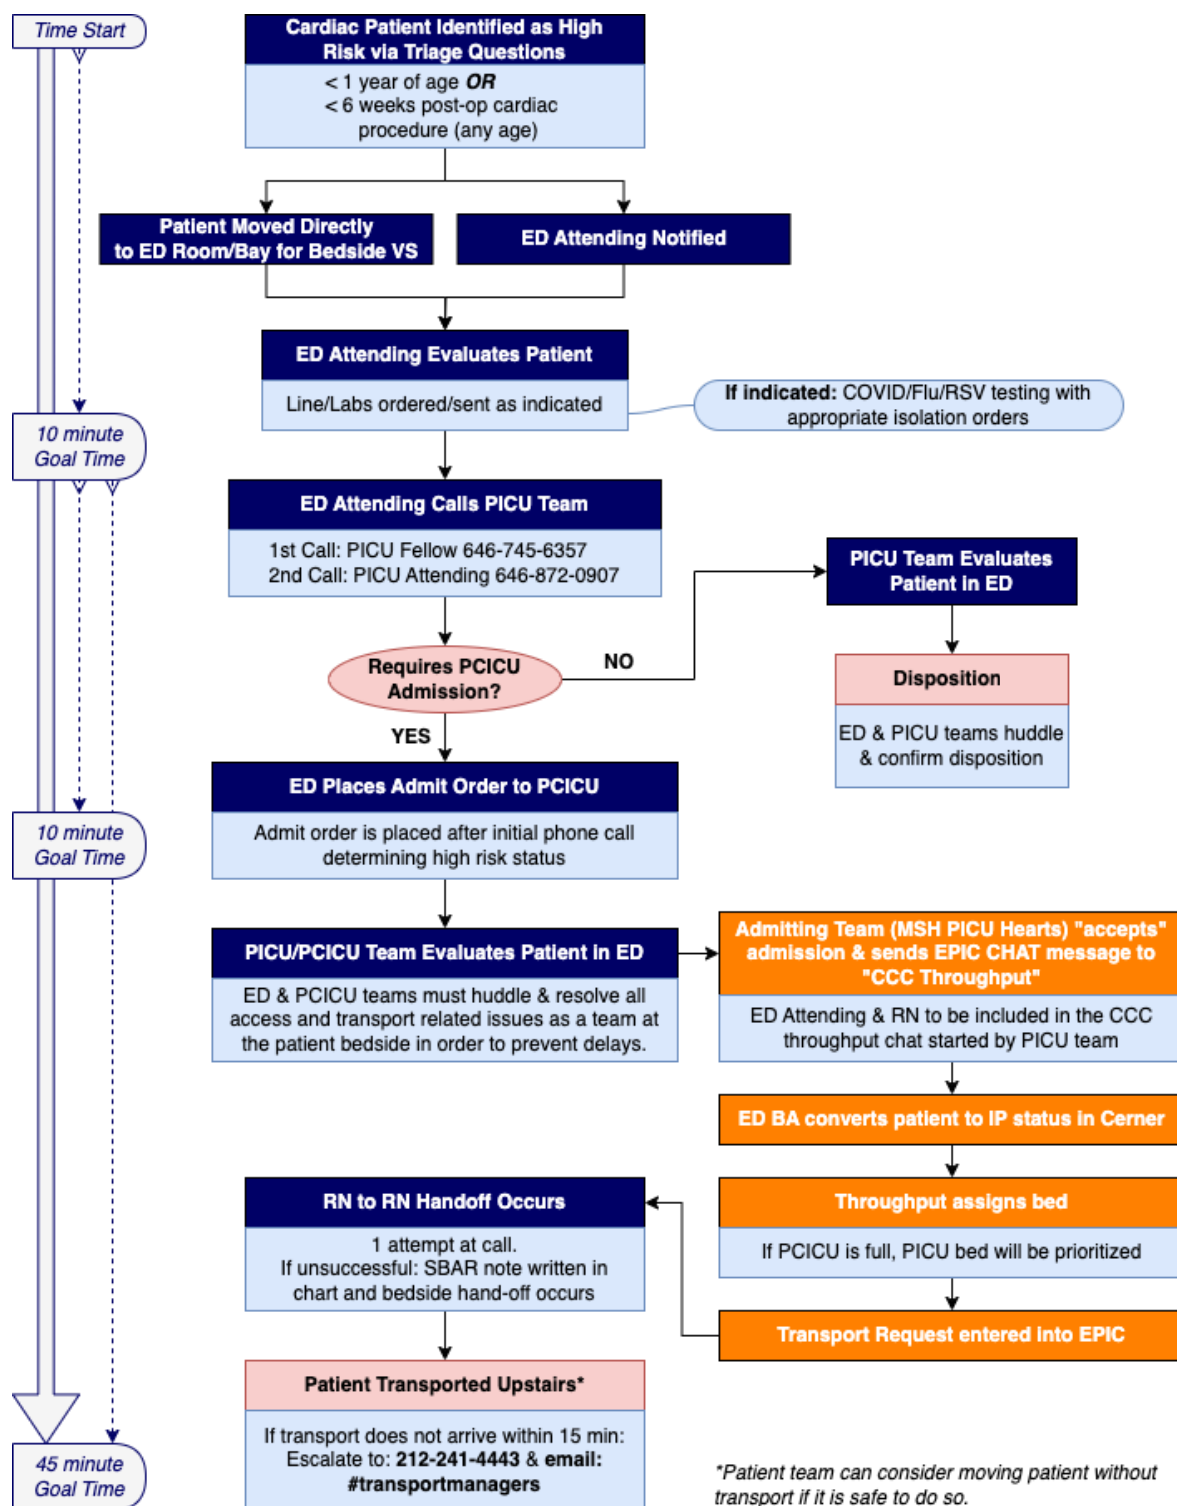 Time Start
Cardiac Patient Identified as High
Risk via Triage Questions
< 1 year of age OR
< 6 weeks post-op cardiac
procedure (any age)
Patient Moved Directly
to ED Room/Bay for Bedside VS
ED Attending Notified
ED Attending Evaluates Patient
Line/Labs ordered/sent as indicated
If indicated: COVID/Flu/RSV testing with
appropriate isolation orders
10 minute
Goal Time
ED Attending Calls PICU Team
1st Call: PICU Fellow 646-745-6357
2nd Call: PICU Attending 646-872-0907
PICU Team Evaluates
Patient in ED
Requires PCICU
Admission?
NO
YES
Disposition
ED & PICU teams huddle
& confirm disposition
ED Places Admit Order to PCICU
Admit order is placed after initial phone call
determining high risk status
10 minute
Goal Time
PICU/PCICU Team Evaluates Patient in ED
ED & PCICU teams must huddle & resolve all
access and transport related issues as a team at
the patient bedside in order to prevent delays.
Admitting Team (MSH PICU Hearts) "accepts"
admission & sends EPIC CHAT message to
"CCC Throughput"
ED Attending & RN to be included in the CCC
throughput chat started by PICU team
ED BA converts patient to IP status in Cerner
Throughput assigns bed
If PCICU is full, PICU bed will be prioritized
Transport Request entered into EPIC
RN to RN Handoff Occurs
1 attempt at call.
If unsuccessful: SBAR note written in
chart and bedside hand-off occurs
Patient Transported Upstairs*
If transport does not arrive within 15 min:
Escalate to: 212-241-4443 & email:
#transportmanagers
45 minute
Goal Time
*Patient team can consider moving patient without
transport if it is safe to do so.